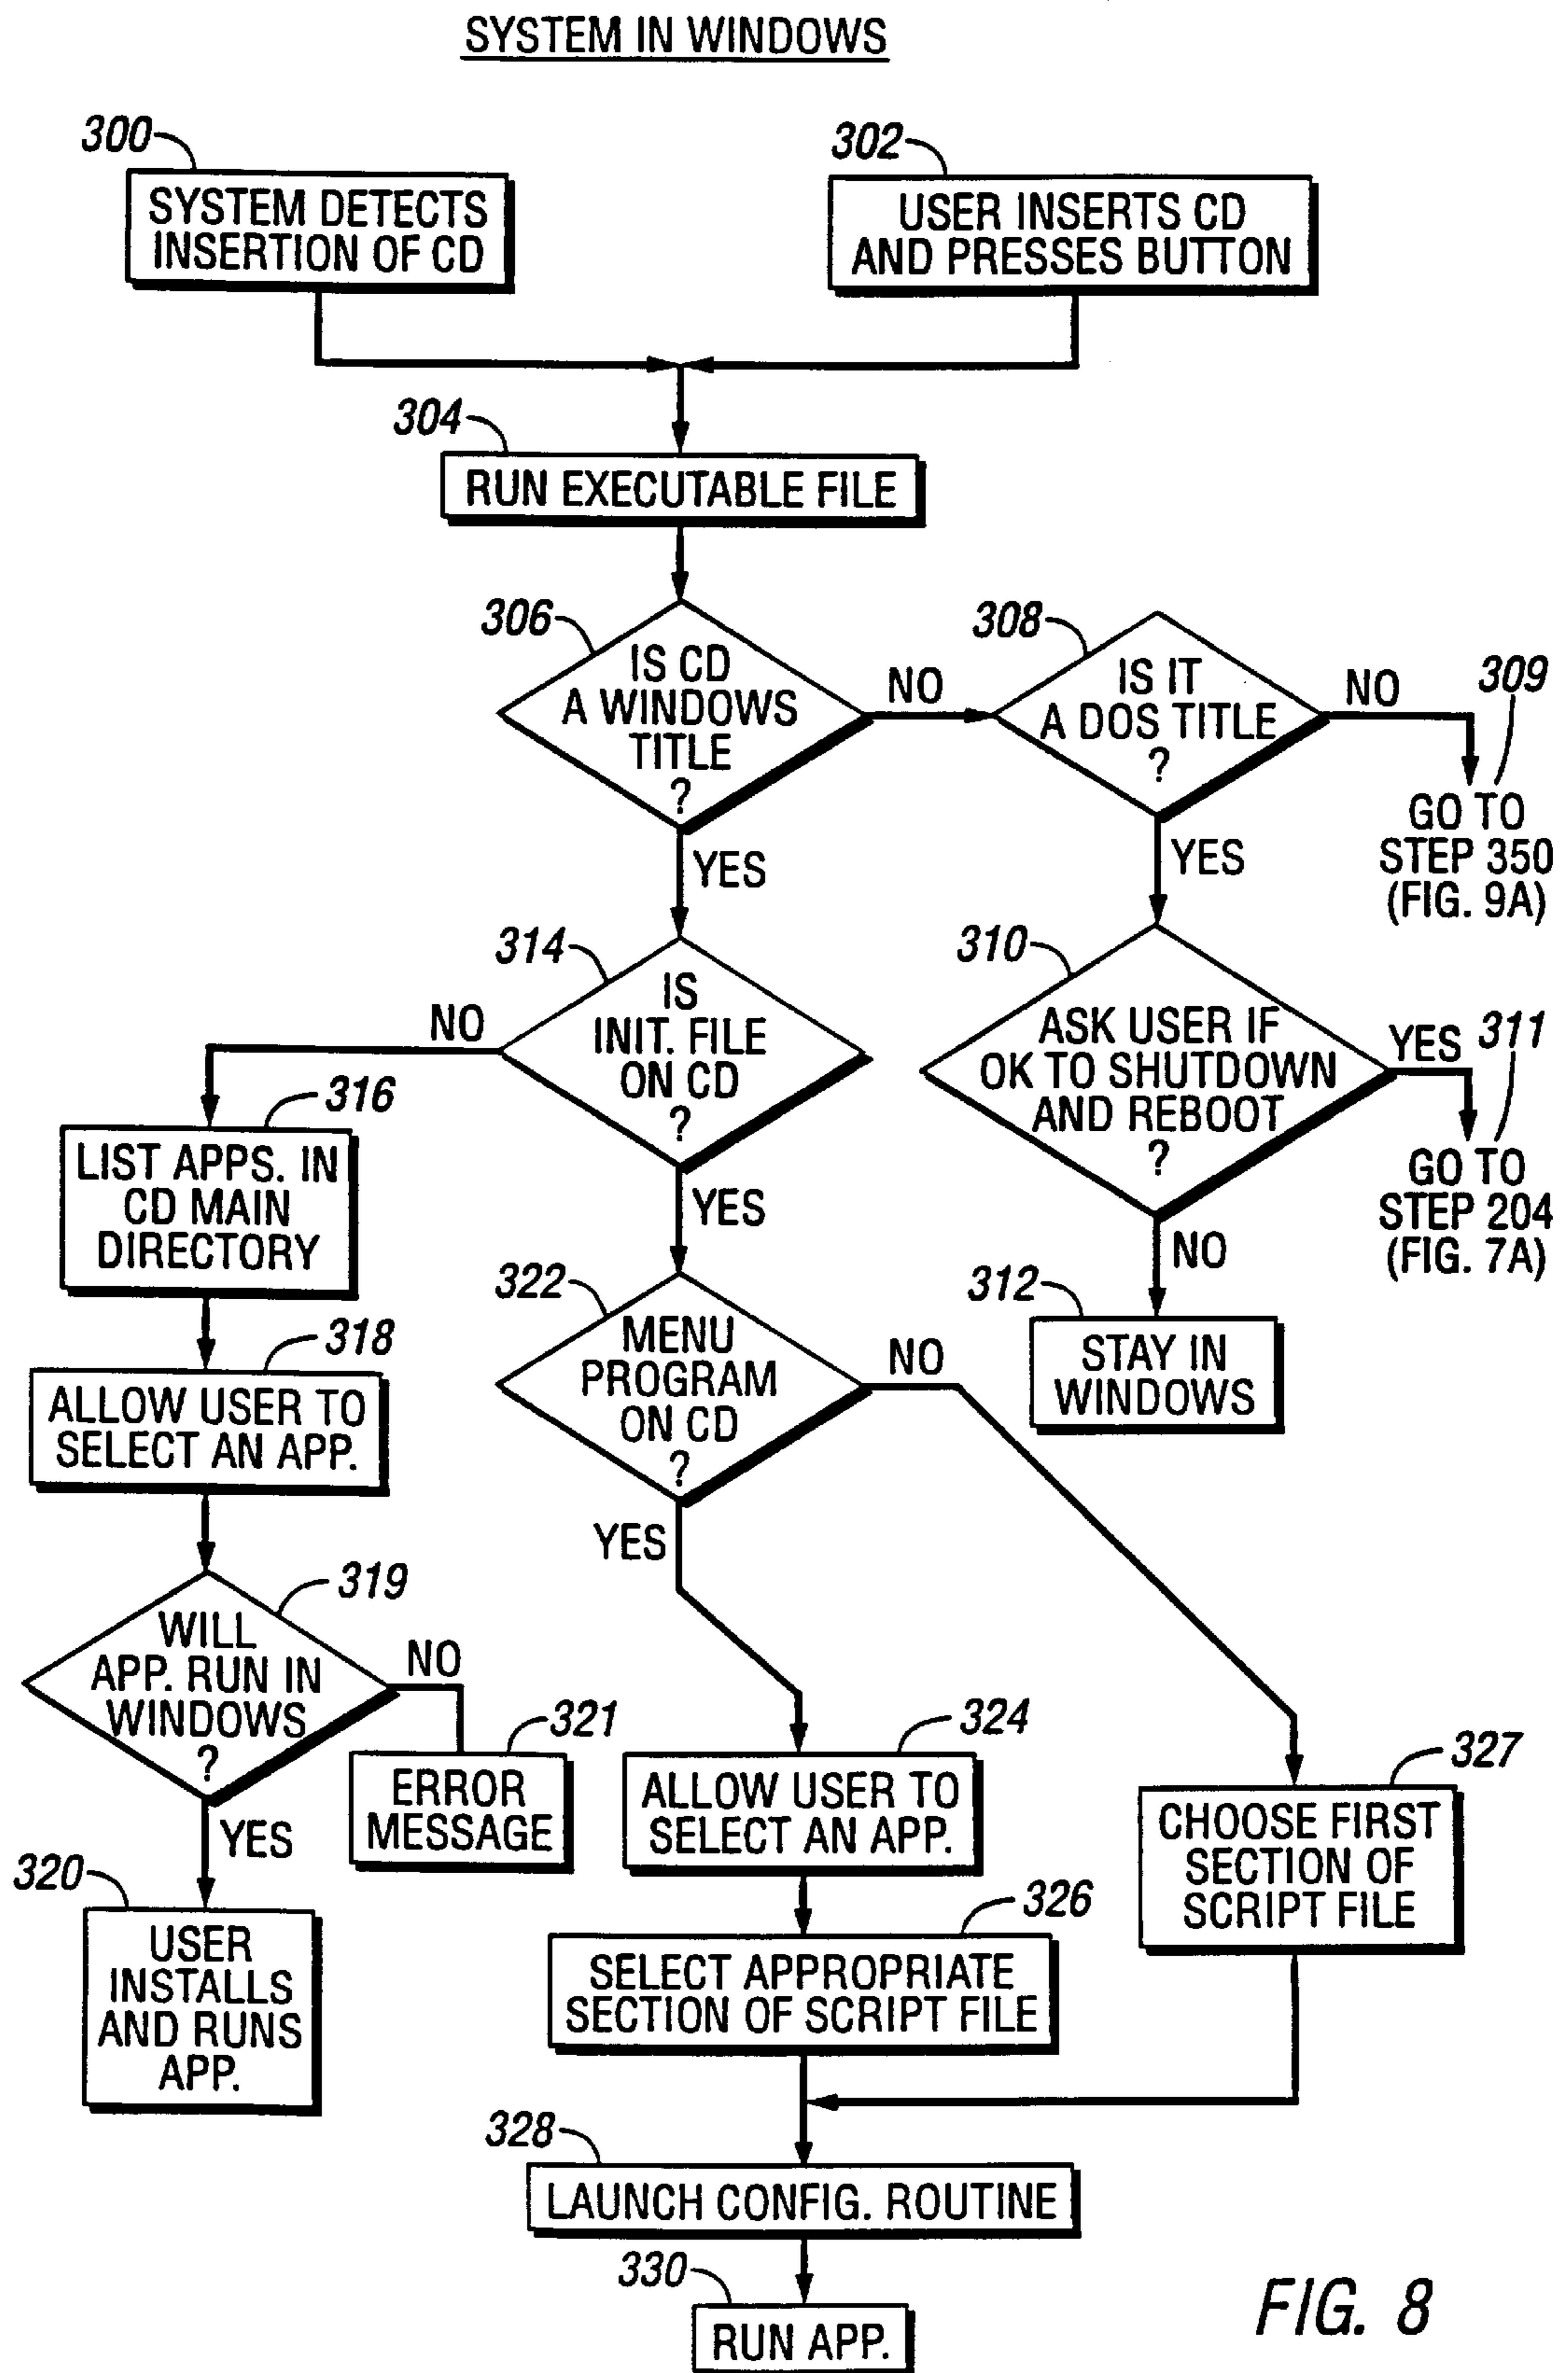 SYSTEM IN WINDOWS
300
SYSTEM DETECTS
INSERTION OF CD
302
USER INSERTS CD
AND PRESSES BUTTON
304
RUN EXECUTABLE FILE
306
IS CD
A WINDOWS
TITLE
?
NO
YES
308
IS IT
A DOS TITLE
?
NO
309
GO TO
STEP 350
(FIG. 9A)
YES
310
ASK USER IF
OK TO SHUTDOWN
AND REBOOT
?
YES
311
GO TO
STEP 204
(FIG. 7A)
NO
312
STAY IN
WINDOWS
314
IS
INIT. FILE
ON CD
?
NO
YES
316
LIST APPS. IN
CD MAIN
DIRECTORY
318
ALLOW USER TO
SELECT AN APP.
319
WILL
APP. RUN IN
WINDOWS
?
NO
321
ERROR
MESSAGE
YES
320
USER
INSTALLS
AND RUNS
APP.
322
MENU
PROGRAM
ON CD
?
NO
YES
324
ALLOW USER TO
SELECT AN APP.
326
SELECT APPROPRIATE
SECTION OF SCRIPT FILE
327
CHOOSE FIRST
SECTION OF
SCRIPT FILE
328
LAUNCH CONFIG. ROUTINE
330
RUN APP.
FIG. 8